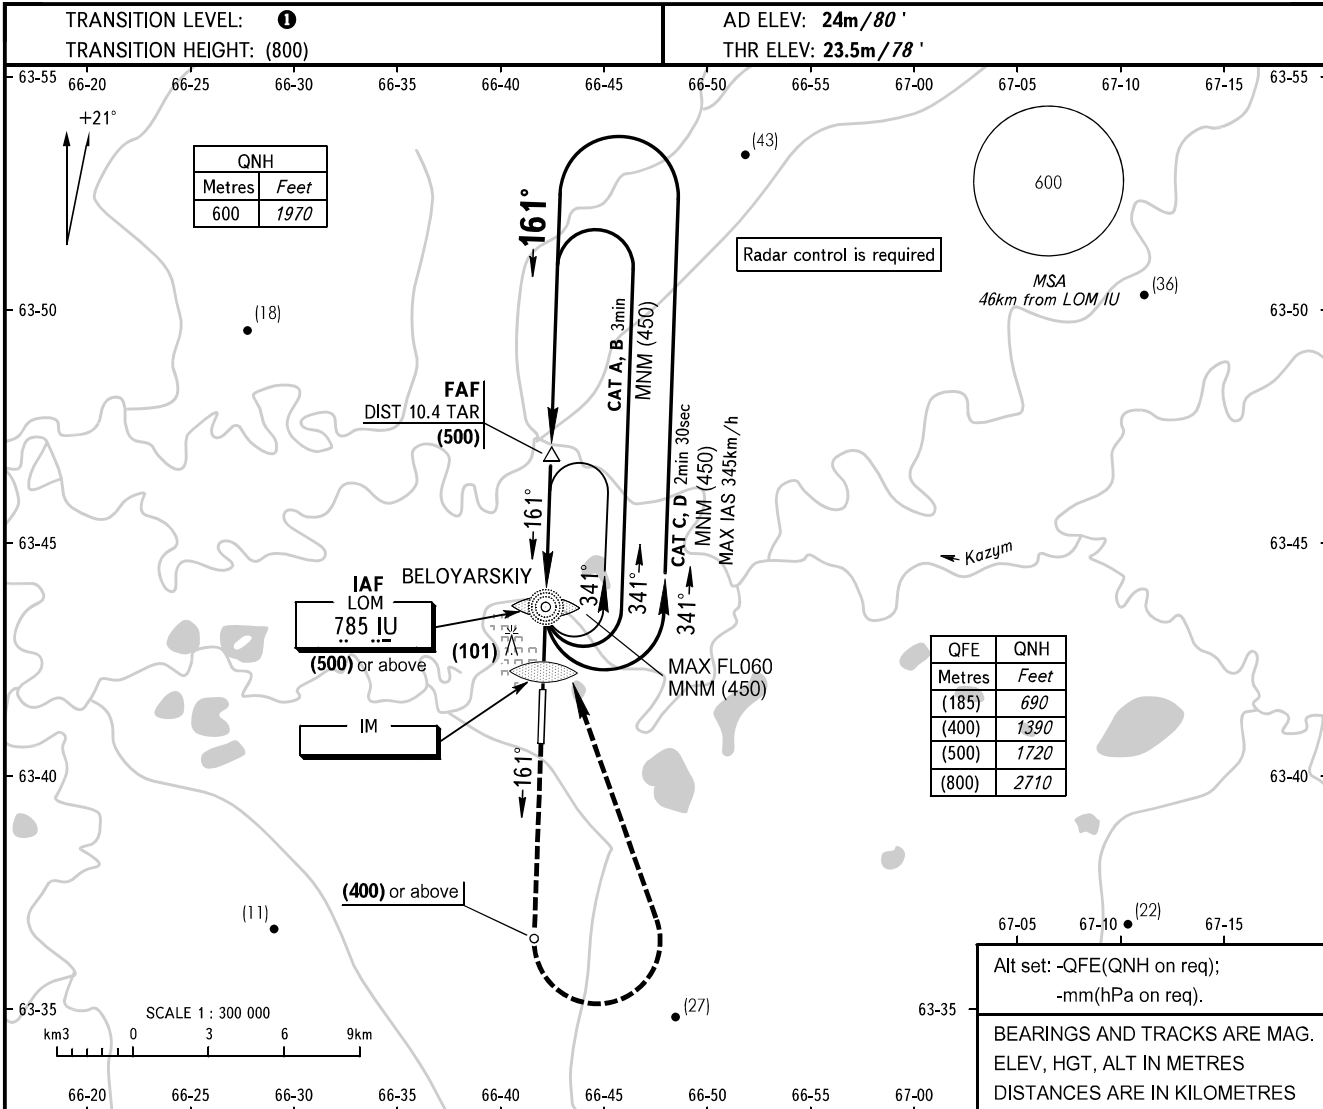 TRANSITION LEVEL: ❶
TRANSITION HEIGHT: (800)
AD ELEV: 24m/80 '
THR ELEV: 23.5m/78 '
63-55
66-20 66-25 66-30 66-35 66-40 66-45 66-50 66-55 67-00 67-05 67-10 67-15
63-55
+21°
QNH
Metres Feet
600 1970
(43)
600
161°
Radar control is required
MSA
46km from LOM IU
(36)
63-50
(18)
63-50
CAT A, B 3min
MNM (450)
FAF
DIST 10.4 TAR
(500)
CAT C, D 2min 30sec
MNM (450)
MAX IAS 345km/h
161°
63-45
Kazym
63-45
BELOYARSKIY
341°
341°
341°
IAF
LOM
785 IU
(500) or above
(101)
MAX FL060
MNM (450)
IM
QFE QNH
Metres Feet
(185) 690
(400) 1390
(500) 1720
(800) 2710
161°
63-40
63-40
(400) or above
(11)
(22)
67-05 67-10 67-15
(27)
63-35
63-35
SCALE 1 : 300 000
km3 0 3 6 9km
Alt set: -QFE(QNH on req);
-mm(hPa on req).
BEARINGS AND TRACKS ARE MAG.
ELEV, HGT, ALT IN METRES
DISTANCES ARE IN KILOMETRES
66-20 66-25 66-30 66-35 66-40 66-45 66-50 66-55 67-00